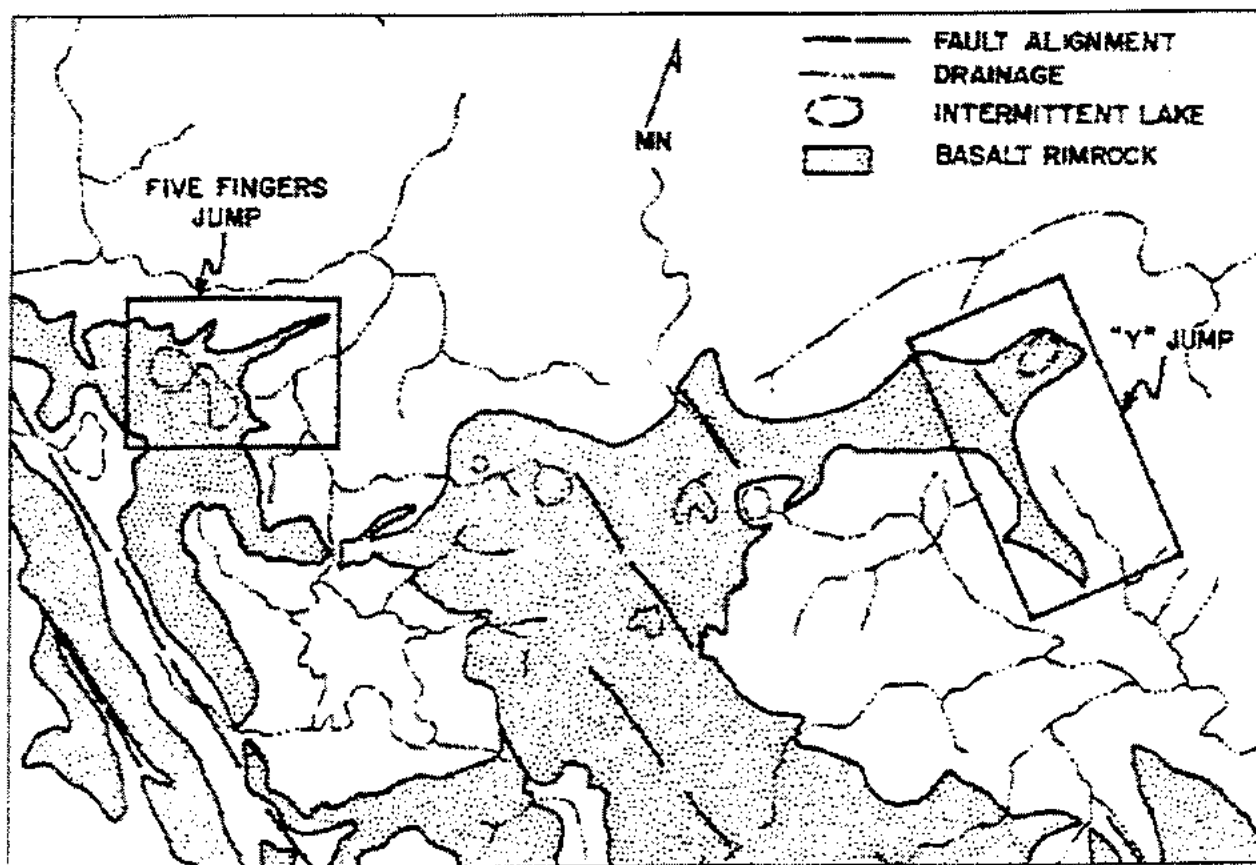 FAULT ALIGNMENT
DRAINAGE
INTERMITTENT LAKE
BASALT RIMROCK
MN
FIVE FINGERS
JUMP
"Y" JUMP